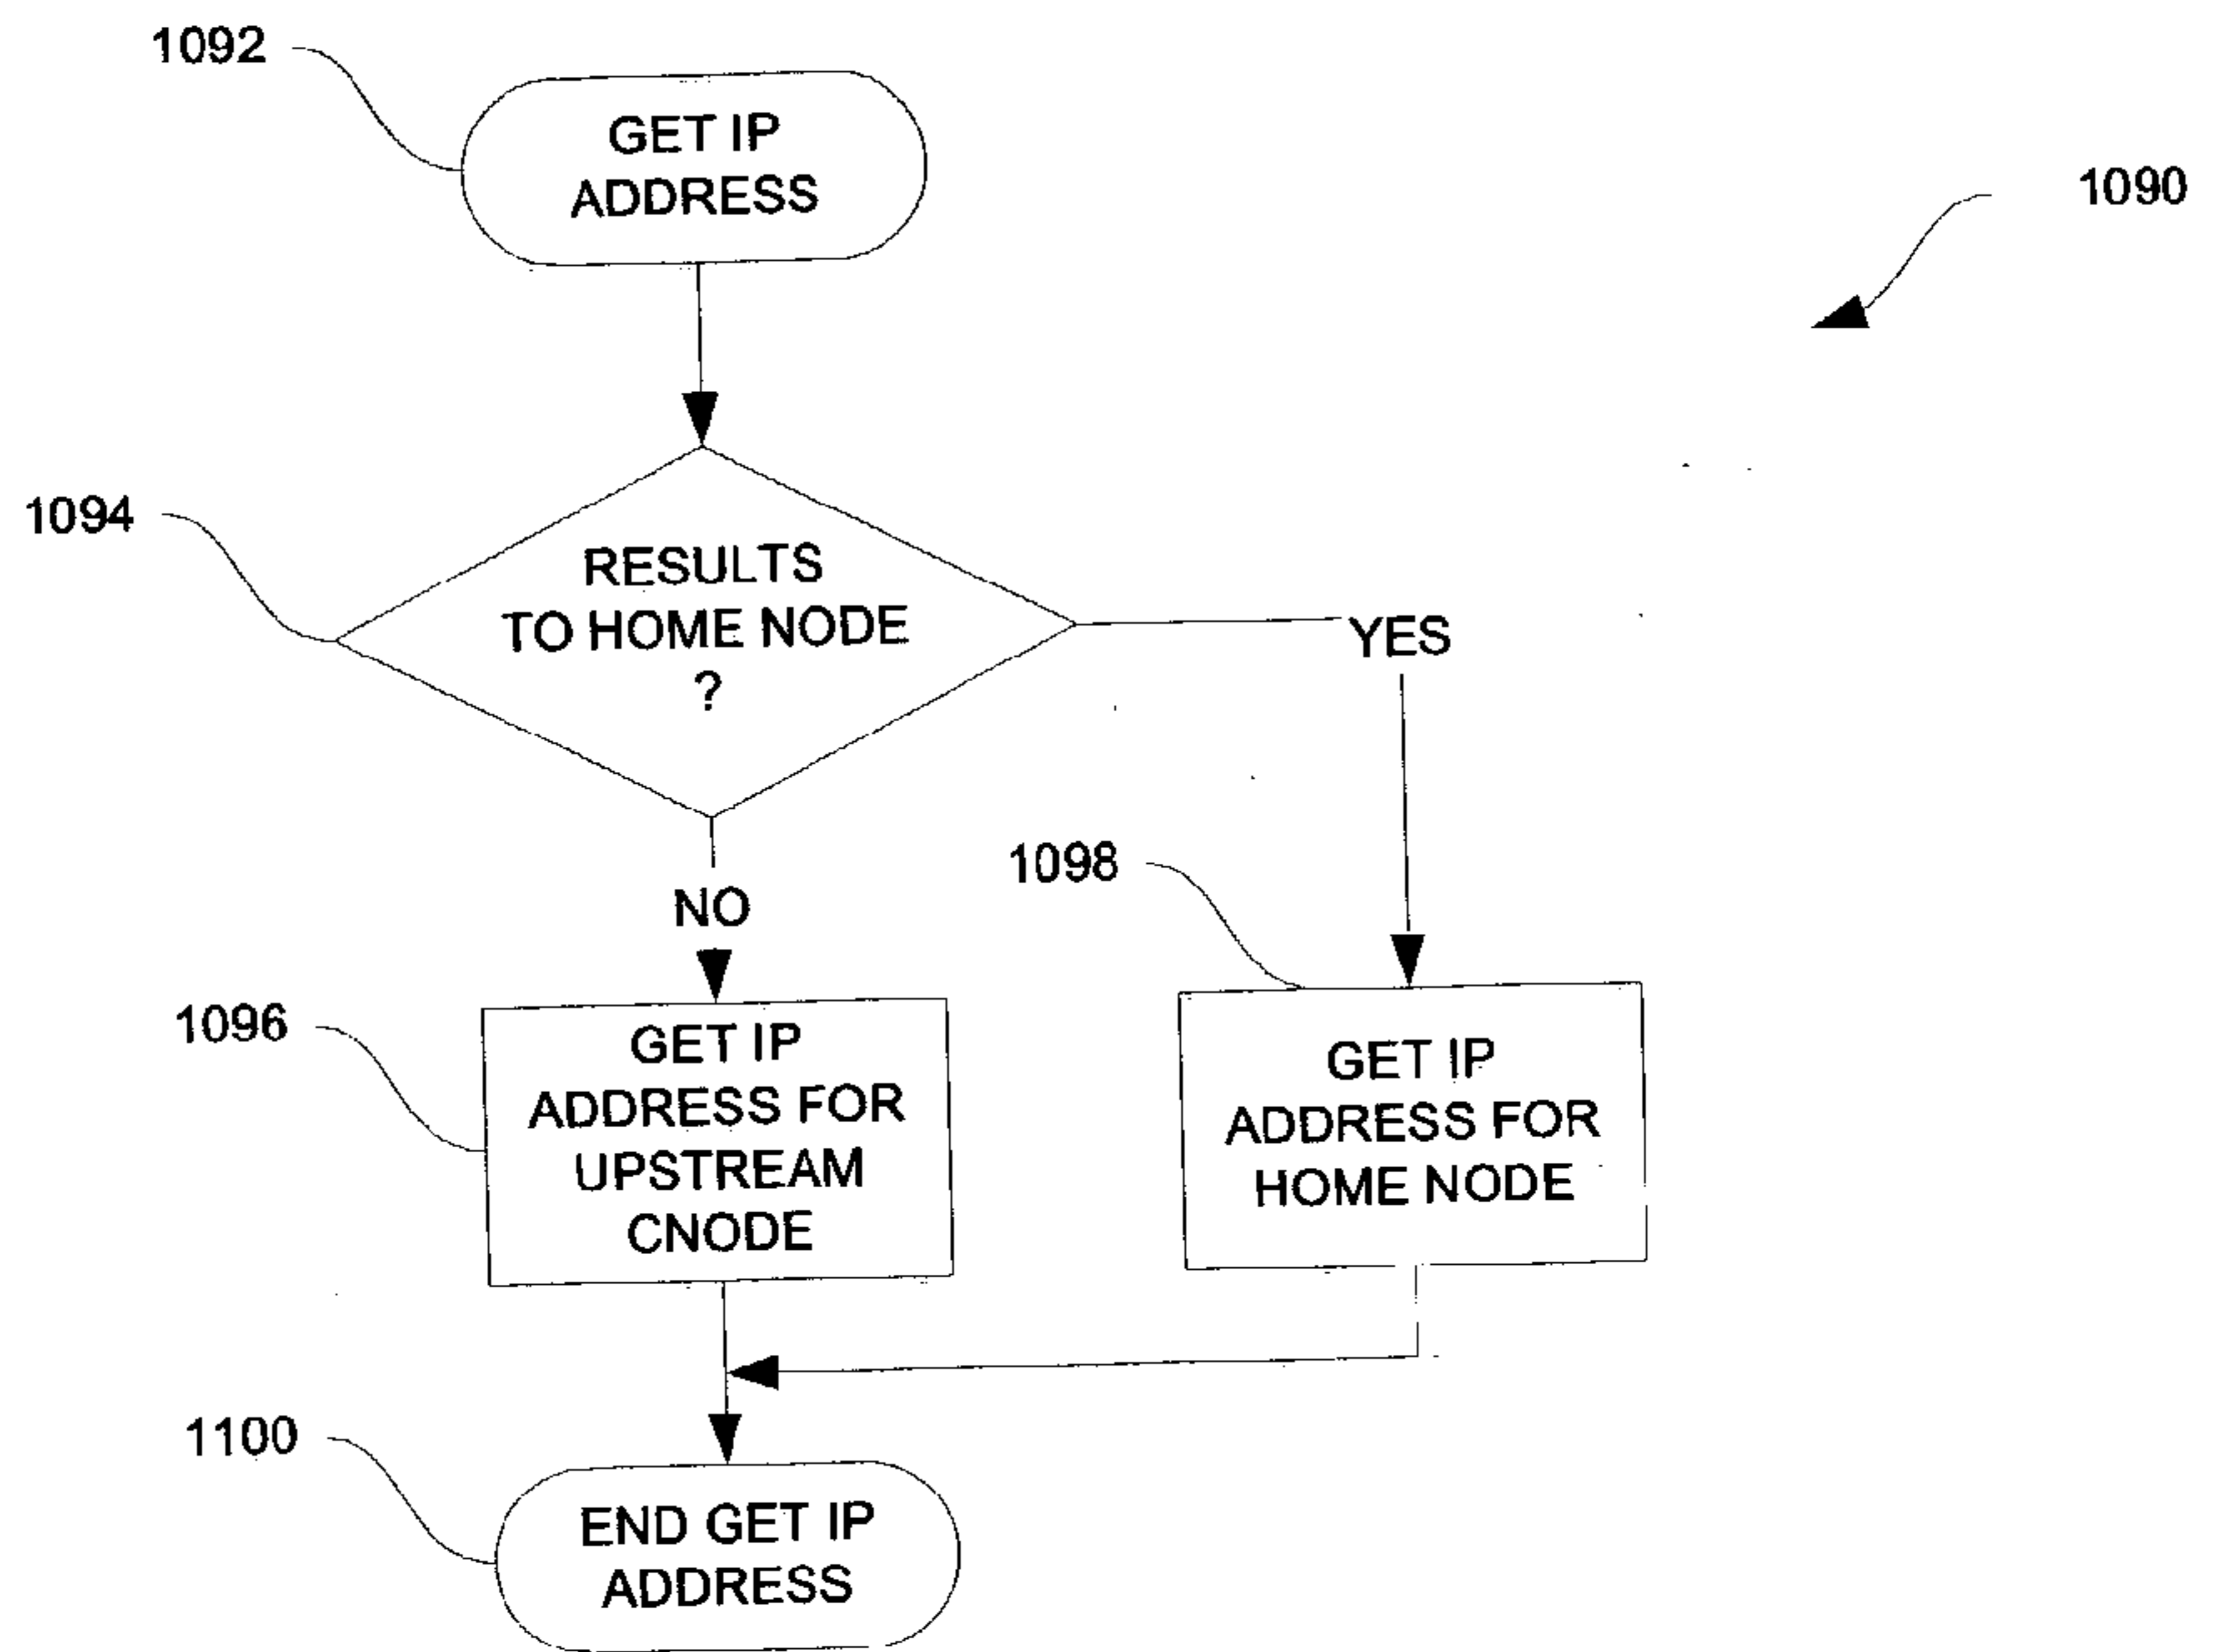 1092
GET IP
ADDRESS
1090
1094
RESULTS
TO HOME NODE
?
YES
NO
1098
1096
GET IP
ADDRESS FOR
UPSTREAM
CNODE
GET IP
ADDRESS FOR
HOME NODE
1100
END GET IP
ADDRESS